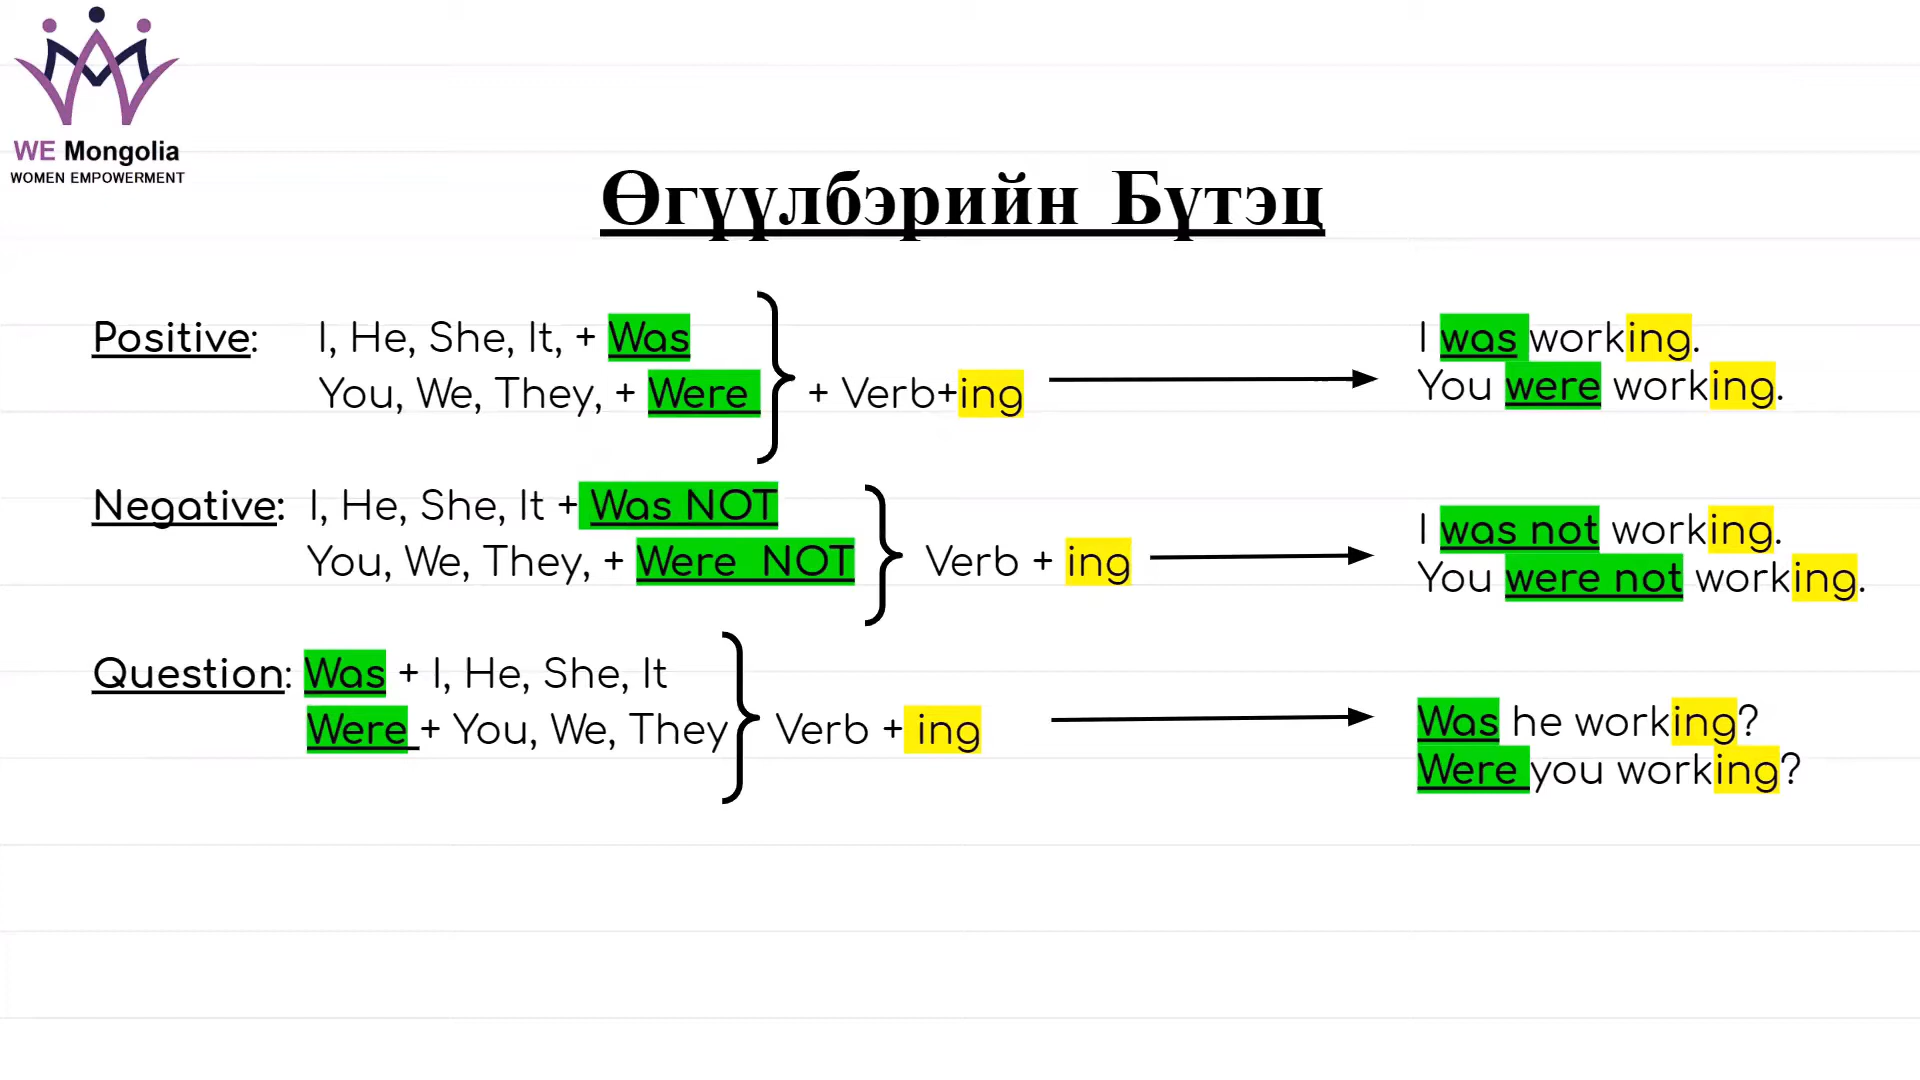 WE Mongolia
WOMEN EMPOWERMENT
Өгүүлбэрийн Бүтэц
Positive: I, He, She, It, + Was
You, We, They, + Were
+ Verb+ing
I was working.
You were working.
Negative: I, He, She, It + Was NOT
You, We, They, + Were NOT
Verb + ing
I was not working.
You were not working.
Question: Was + I, He, She, It
Were + You, We, They
Verb + ing
Was he working?
Were you working?